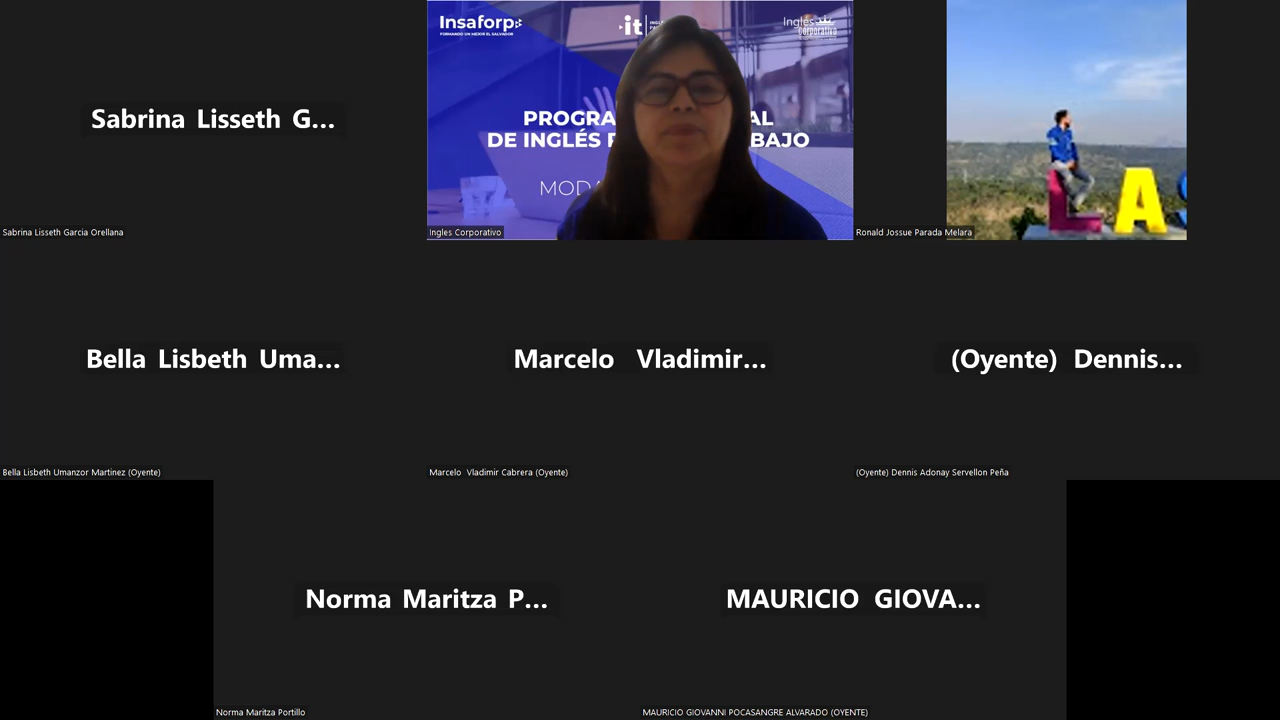 Sabrina Lisseth G...
Sabrina Lisseth Garcia Orellana
Insaforp
FORMANDO UN MEJOR EL SALVADOR
it
Inglés
corporativo
PROGRA AL
DE INGLÉS BAJO
MODA
Ingles Corporativo
LA
Ronald Jossue Parada Melara
Bella Lisbeth Uma...
Bella Lisbeth Umanzor Martinez (Oyente)
Marcelo Vladimir...
Marcelo Vladimir Cabrera (Oyente)
(Oyente) Dennis...
(Oyente) Dennis Adonay Servellon Peña
Norma Maritza P...
Norma Maritza Portillo
MAURICIO GIOVA...
MAURICIO GIOVANNI POCASANGRE ALVARADO (OYENTE)